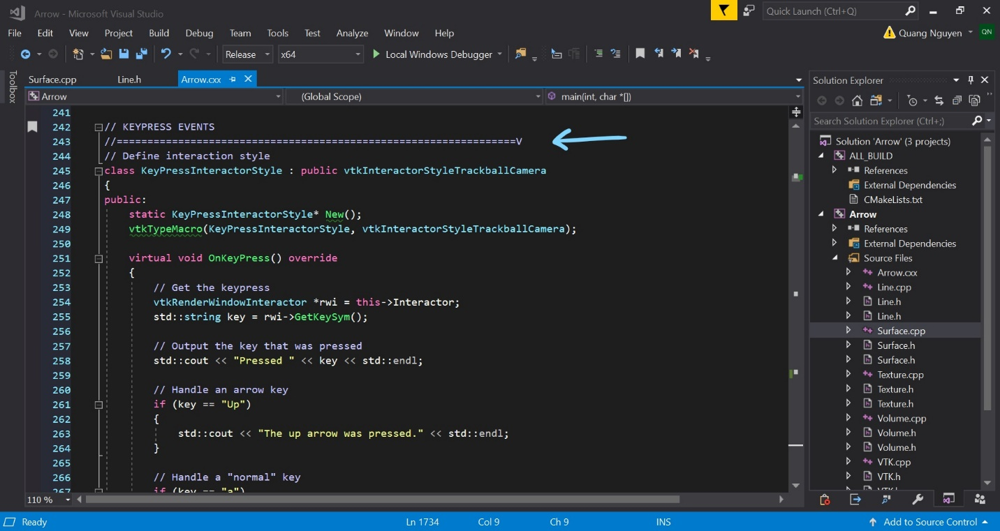 Arrow - Microsoft Visual Studio
Quick Launch (Ctrl+Q)
File Edit View Project Build Debug Team Tools Test Analyze Window Help
Quang Nguyen QN
Release x64 Local Windows Debugger
Toolbox
Surface.cpp Line.h Arrow.cxx
Arrow (Global Scope) main(int, char *[])
241
242 // KEYPRESS EVENTS
243 //=================================================================V
244 // Define interaction style
245 class KeyPressInteractorStyle : public vtkInteractorStyleTrackballCamera
246 {
247 public:
248 static KeyPressInteractorStyle* New();
249 vtkTypeMacro(KeyPressInteractorStyle, vtkInteractorStyleTrackballCamera);
250
251 virtual void OnKeyPress() override
252 {
253 // Get the keypress
254 vtkRenderWindowInteractor *rwi = this->Interactor;
255 std::string key = rwi->GetKeySym();
256
257 // Output the key that was pressed
258 std::cout << "Pressed " << key << std::endl;
259
260 // Handle an arrow key
261 if (key == "Up")
262 {
263 std::cout << "The up arrow was pressed." << std::endl;
264 }
265
266 // Handle a "normal" key
267 if (key == "a")
110 %
Solution Explorer
Search Solution Explorer (Ctrl+;)
Solution 'Arrow' (3 projects)
ALL_BUILD
References
External Dependencies
CMakeLists.txt
Arrow
References
External Dependencies
Source Files
Arrow.cxx
Line.cpp
Line.h
Line.h
Surface.cpp
Surface.h
Surface.h
Texture.cpp
Texture.h
Texture.h
Volume.cpp
Volume.h
Volume.h
VTK.cpp
VTK.h
VTK.h
Ready Ln 1734 Col 9 Ch 9 INS Add to Source Control